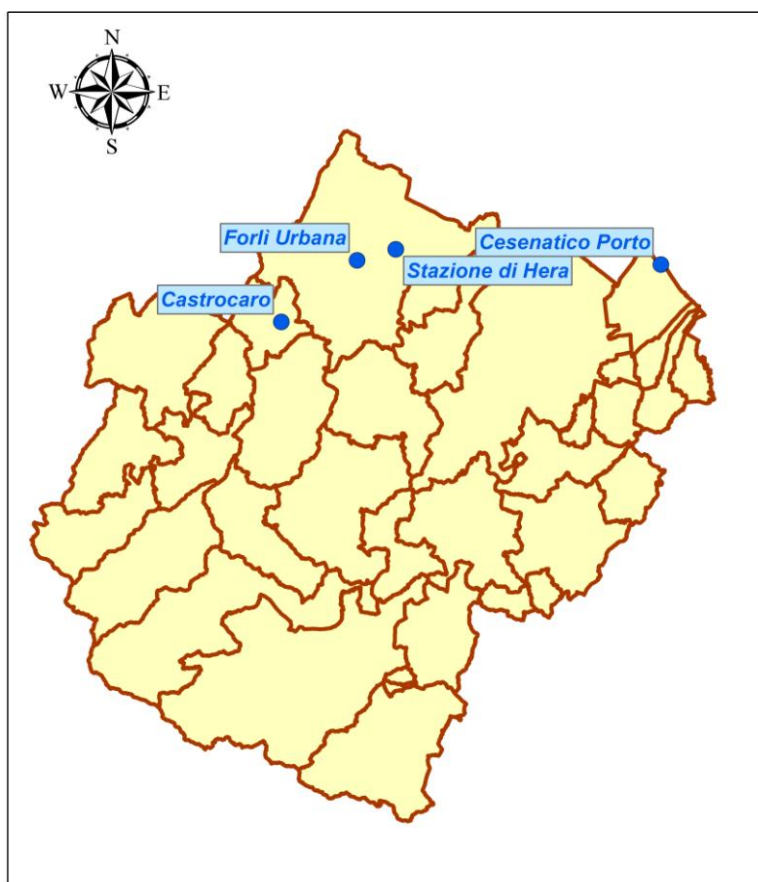 N
W E
S
Forlì Urbana
Cesenatico Porto
Stazione di Hera
Castrocaro